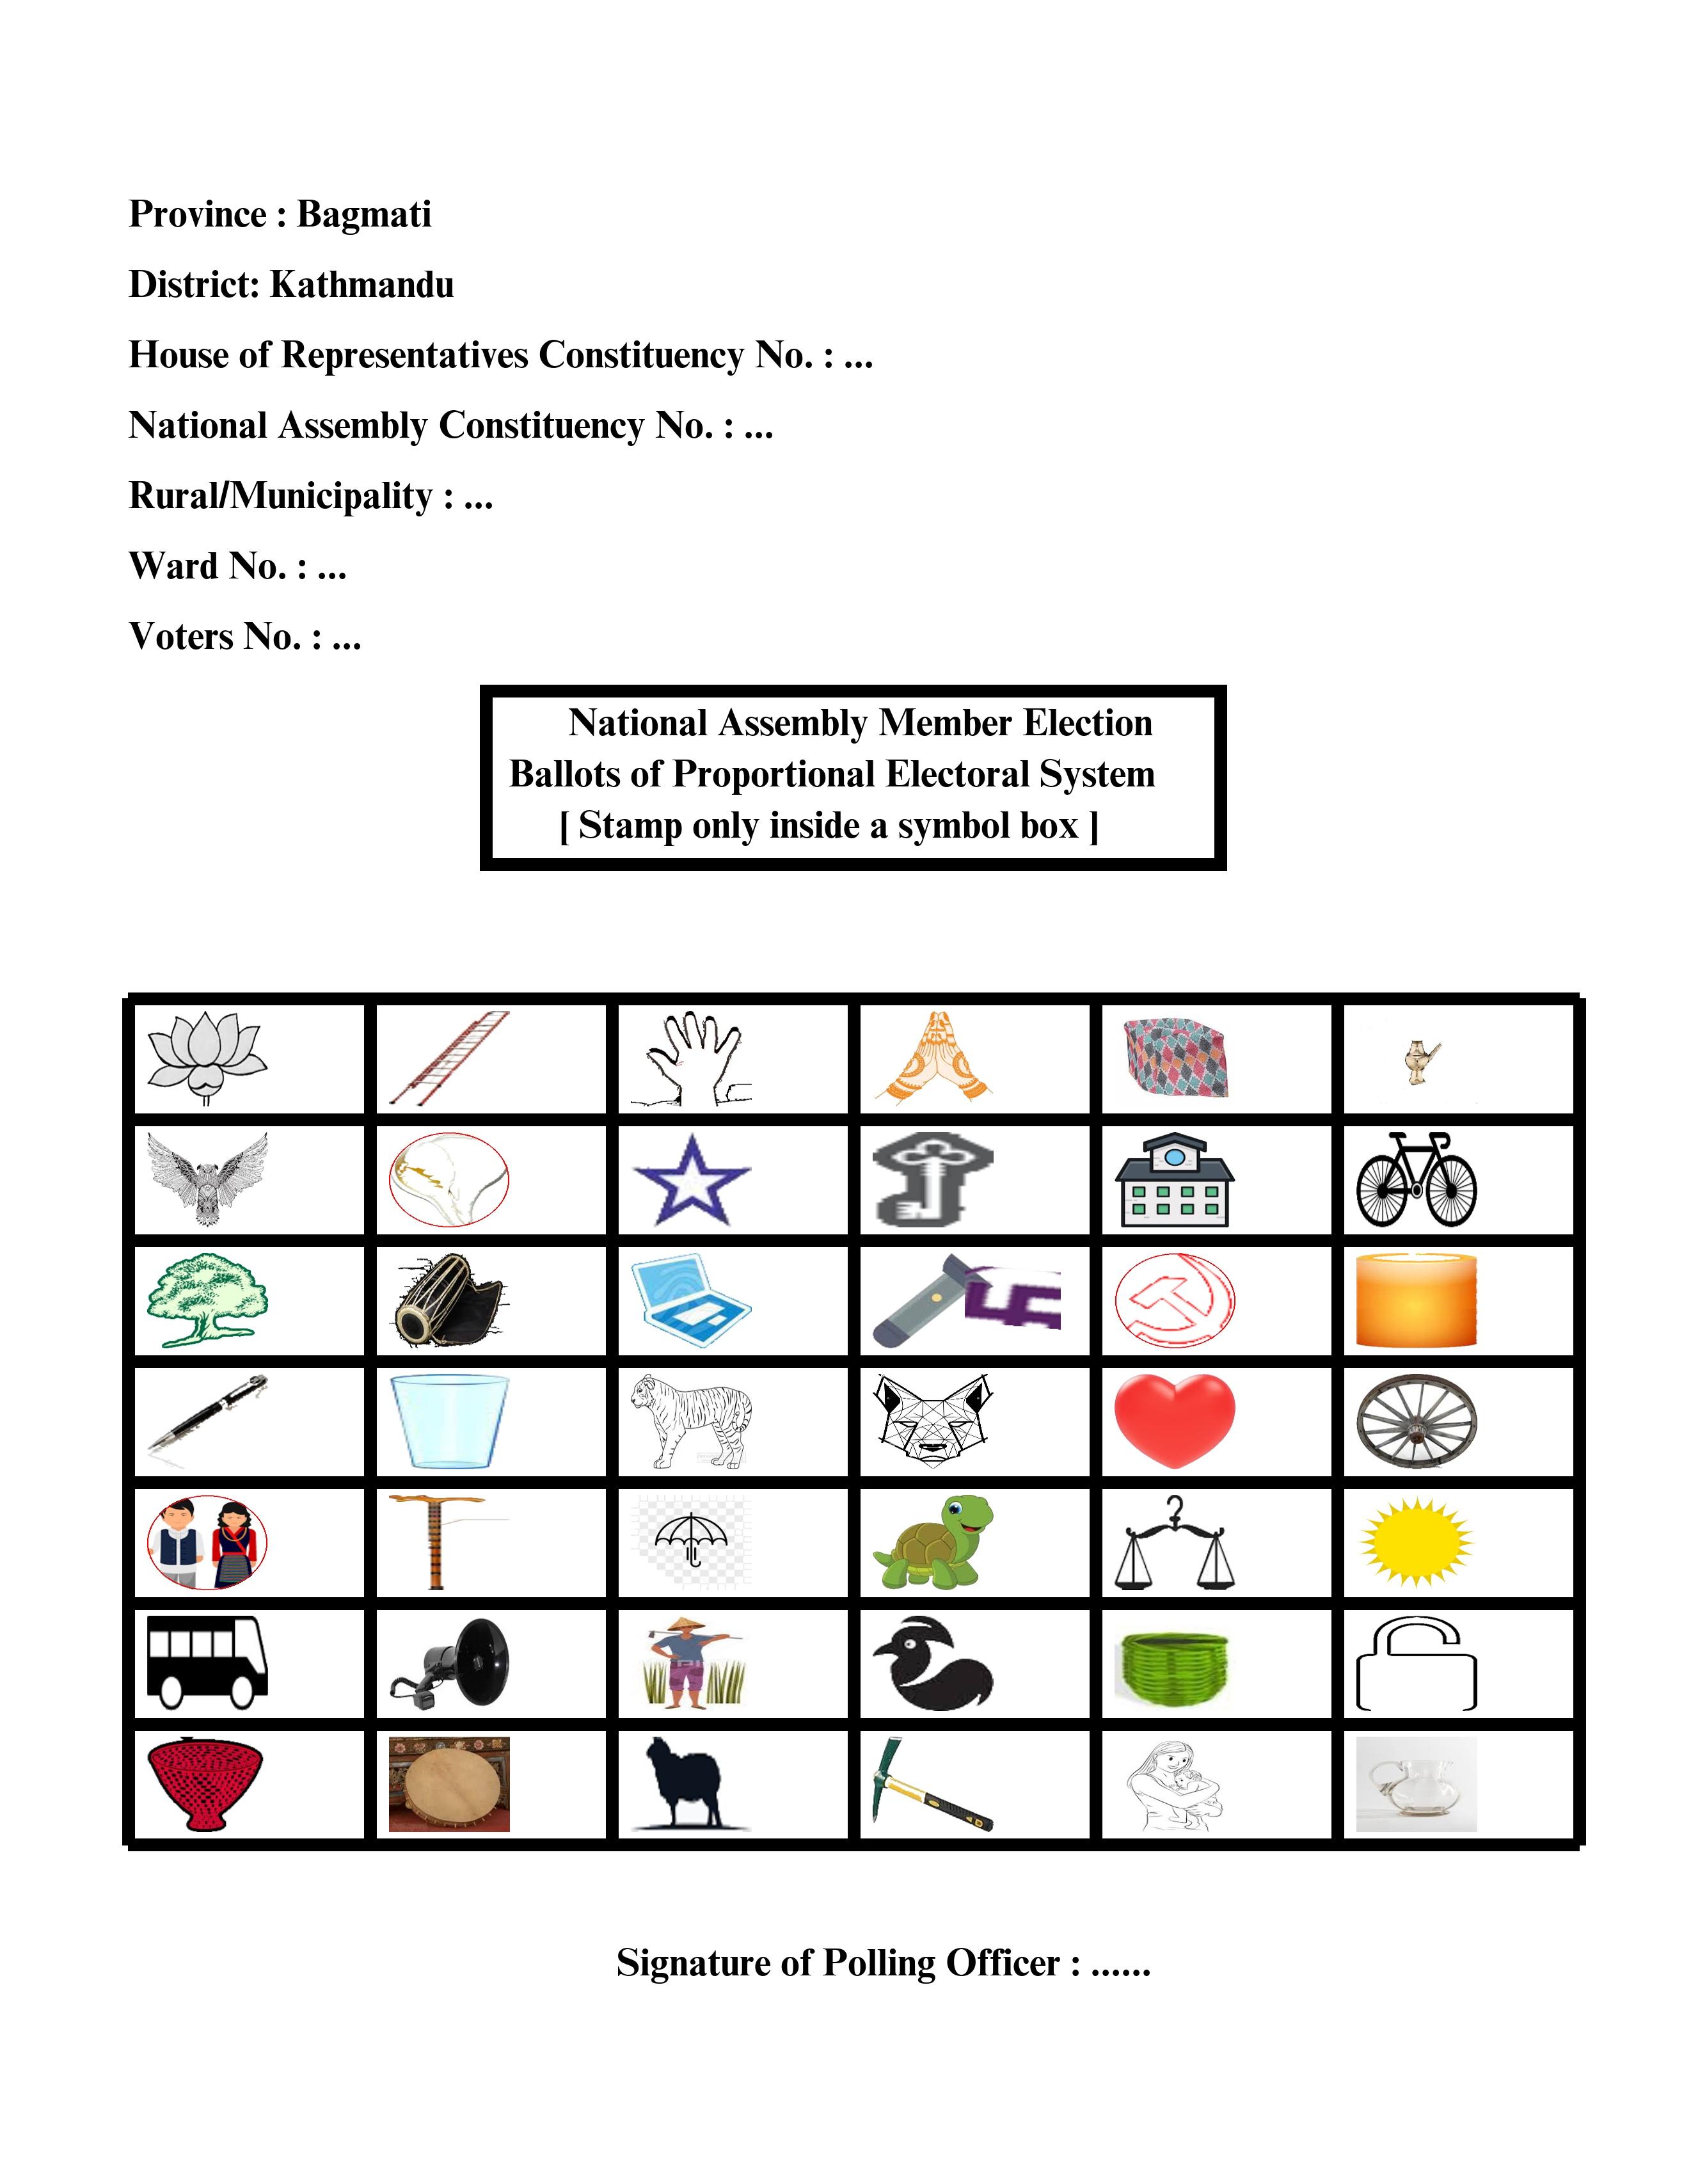 Province : Bagmati
District: Kathmandu
House of Representatives Constituency No. : ...
National Assembly Constituency No. : ...
Rural/Municipality : ...
Ward No. : ...
Voters No. : ...
National Assembly Member Election
Ballots of Proportional Electoral System
[ Stamp only inside a symbol box ]
Signature of Polling Officer : ......